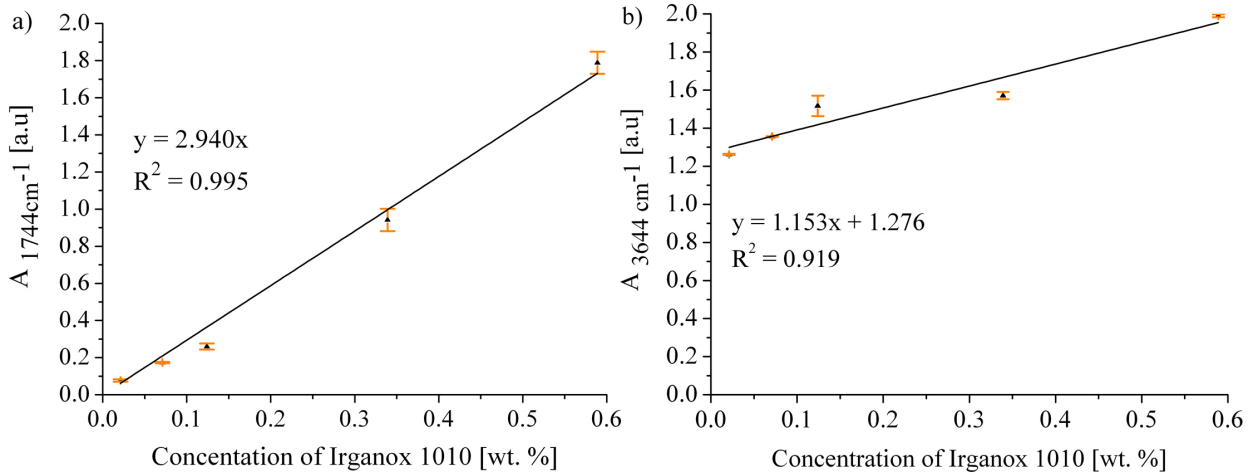 a)
2.0
1.8
1.6
1.4
1.2
1.0
0.8
0.6
0.4
0.2
0.0
A 1744cm-1 [a.u]
y = 2.940x
R2 = 0.995
0.0 0.1 0.2 0.3 0.4 0.5 0.6
Concentation of Irganox 1010 [wt. %]
b)
2.0
1.8
1.6
1.4
1.2
1.0
0.8
0.6
0.4
0.2
0.0
A 3644 cm-1 [a.u]
y = 1.153x + 1.276
R2 = 0.919
0.0 0.1 0.2 0.3 0.4 0.5 0.6
Concentration of Irganox 1010 [wt. %]